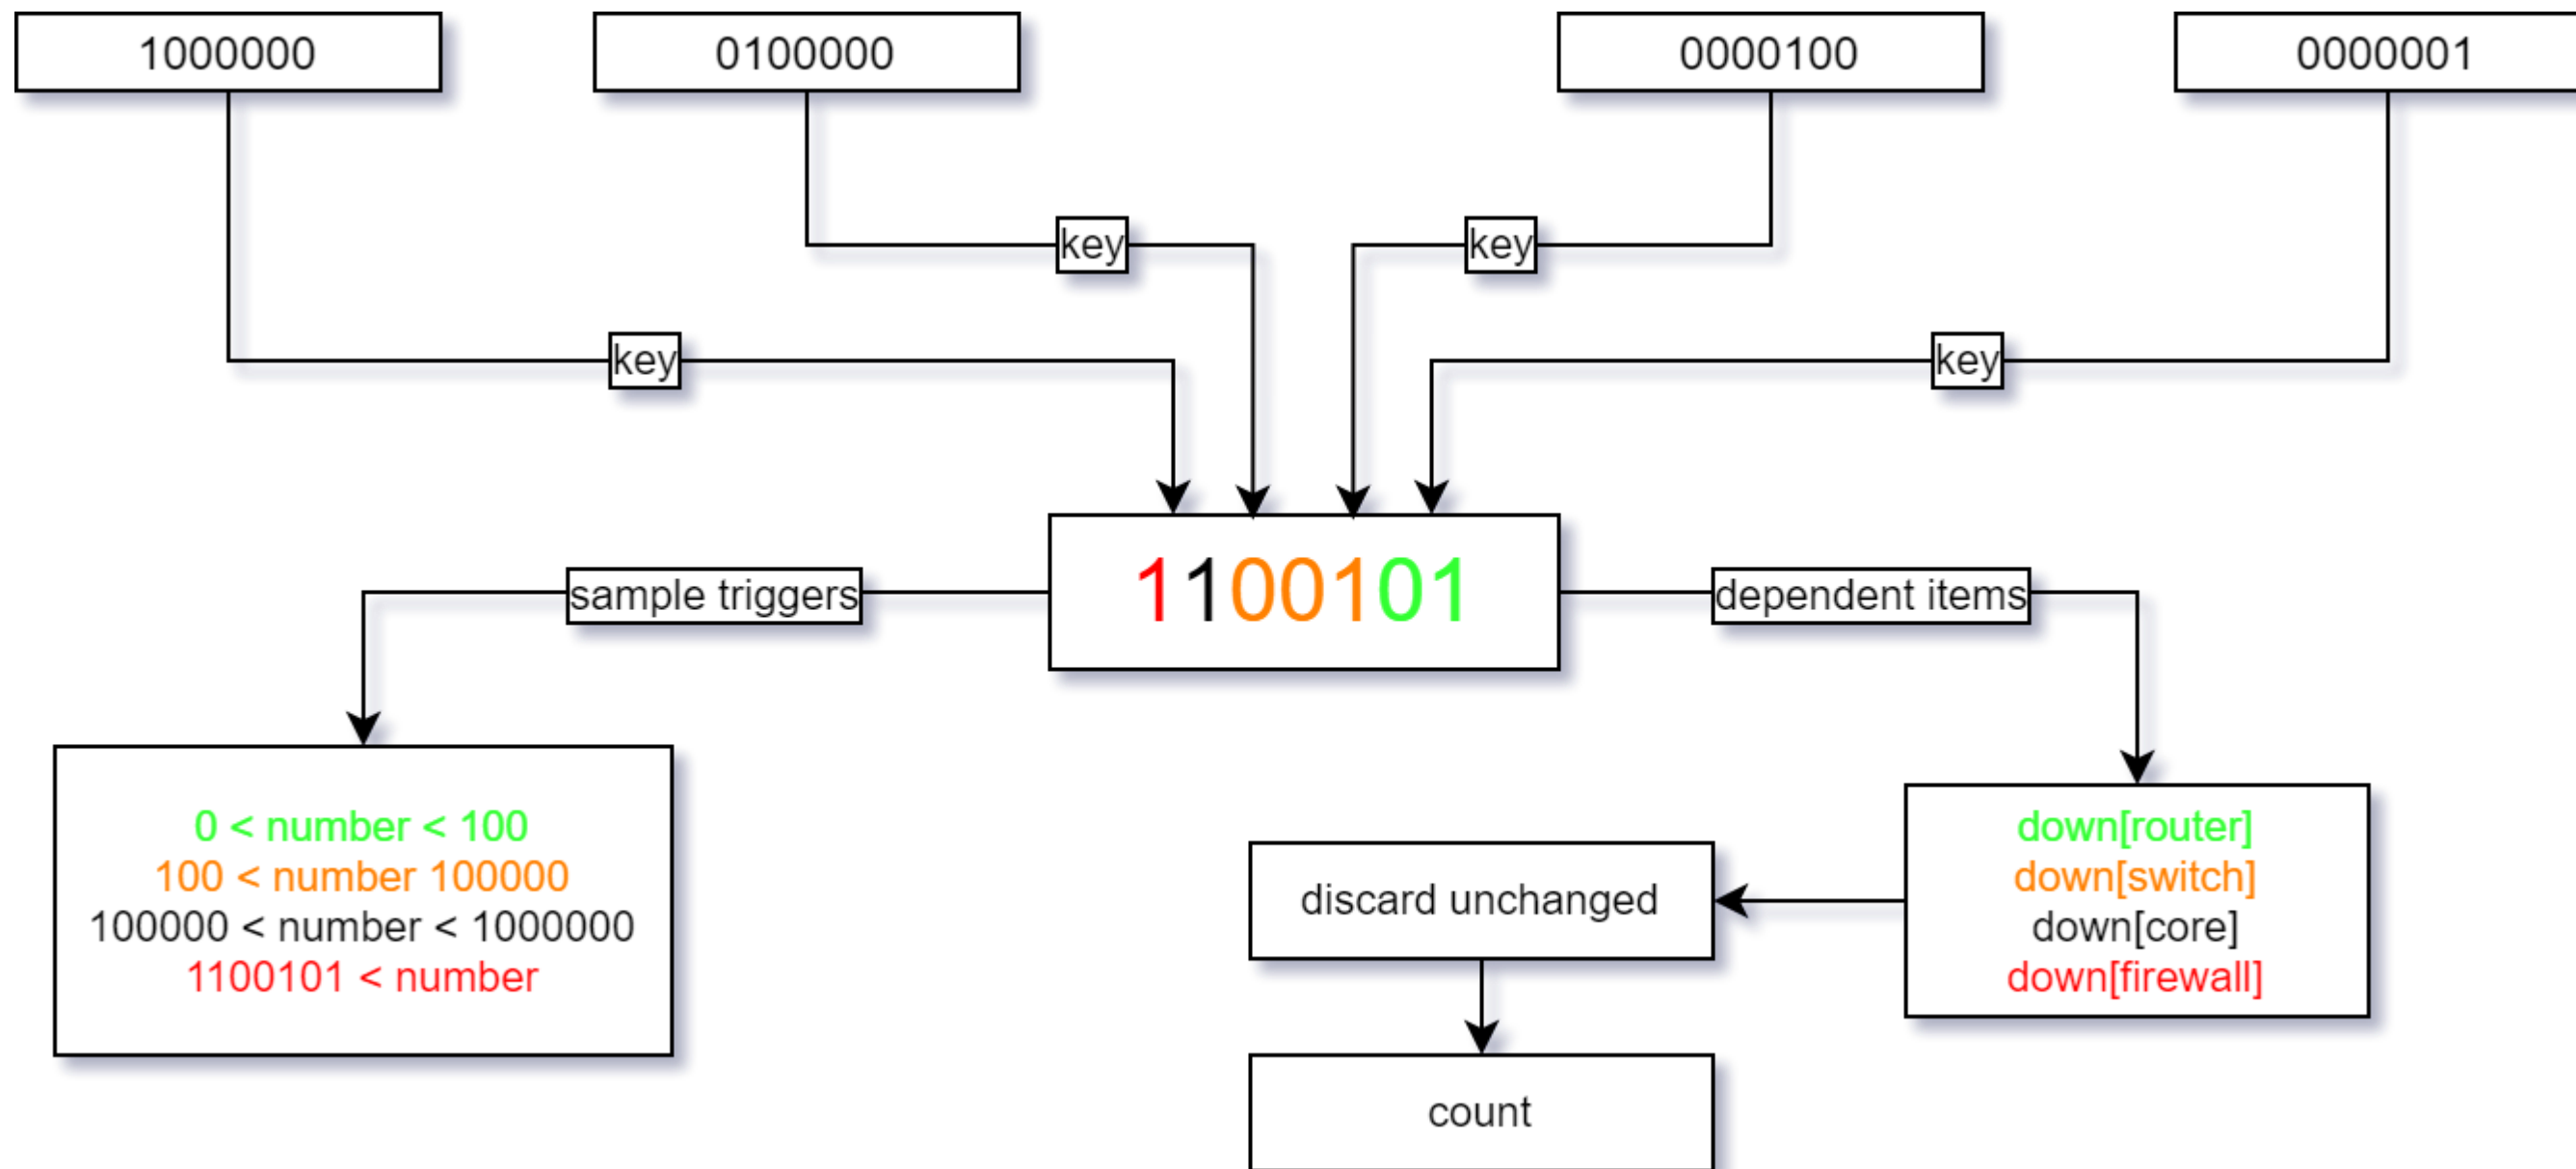 1000000
0100000
0000100
0000001
key
key
key
key
1100101
sample triggers
dependent items
0 < number < 100
100 < number 100000
100000 < number < 1000000
1100101 < number
down[router]
down[switch]
down[core]
down[firewall]
discard unchanged
count